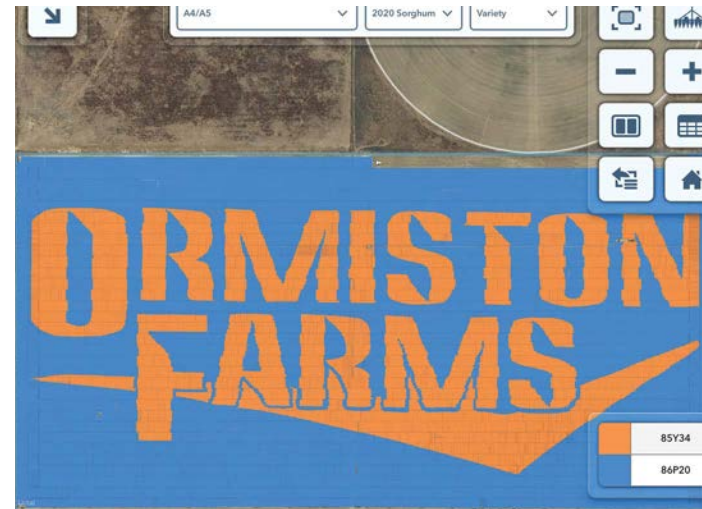 A4/A5
2020 Sorghum
Variety
ORMISTON
FARMS
85Y34
86P20